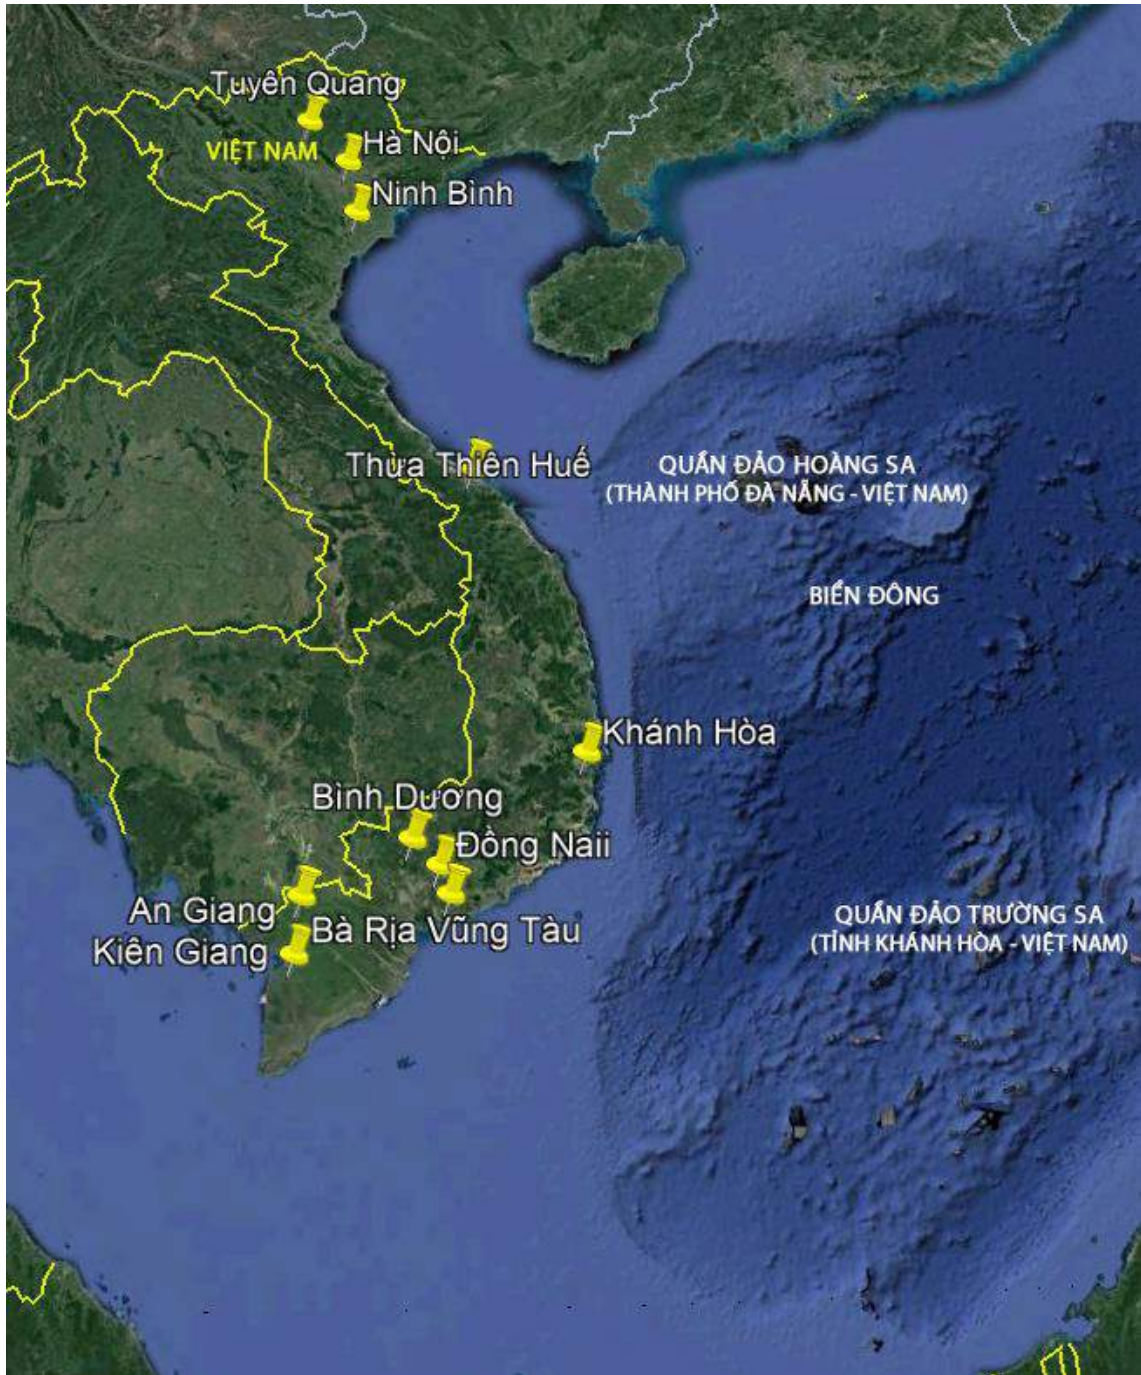 Tuyên Quang
Hà Nội
VIỆT NAM
Ninh Bình
Thừa Thiên Huế
QUẦN ĐẢO HOÀNG SA
(THÀNH PHỐ ĐÀ NẴNG - VIỆT NAM)
BIỂN ĐÔNG
Khánh Hòa
Bình Dương
Đồng Naii
An Giang
Bà Rịa Vũng Tàu
Kiên Giang
QUẦN ĐẢO TRƯỜNG SA
(TỈNH KHÁNH HÒA - VIỆT NAM)